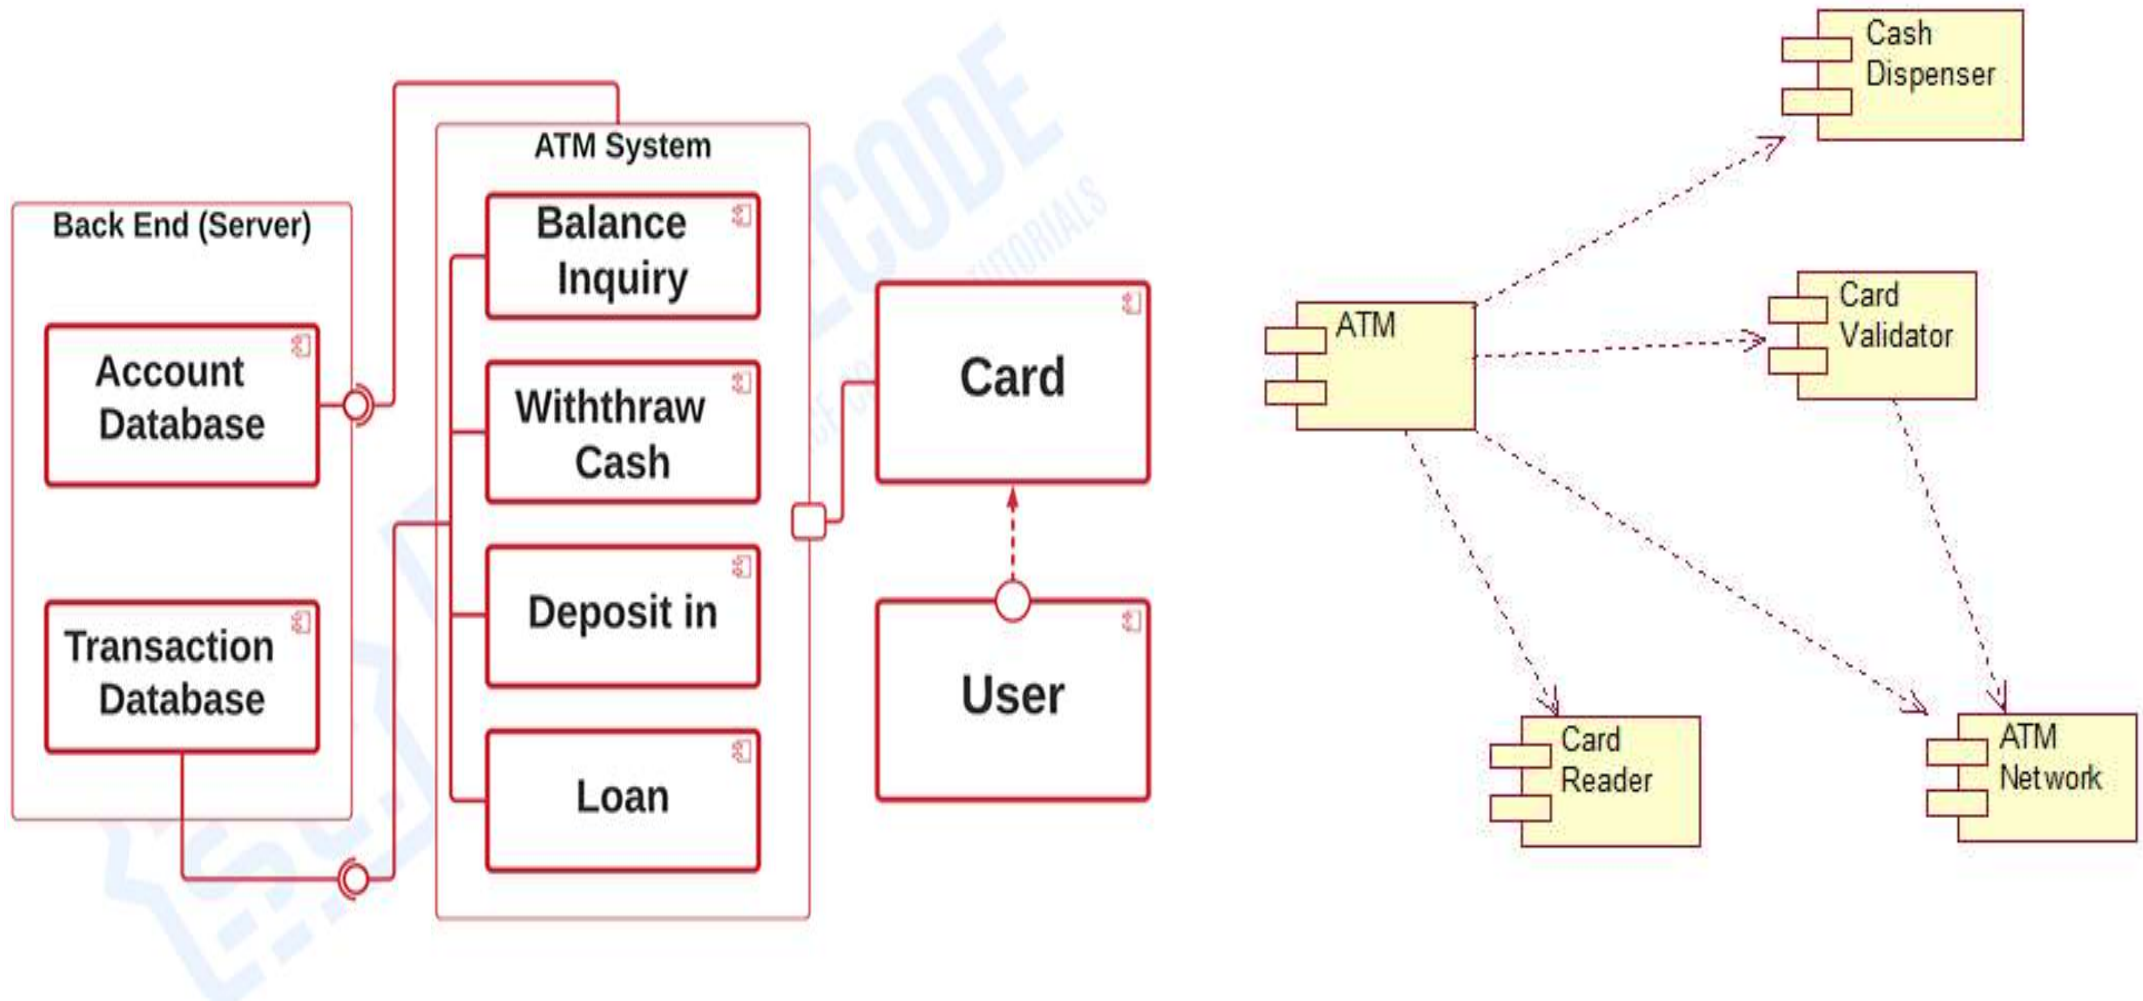 Back End (Server)
Account
Database
Transaction
Database
ATM System
Balance
Inquiry
Withthraw
Cash
Deposit in
Loan
Card
User
Cash
Dispenser
ATM
Card
Validator
Card
Reader
ATM
Network